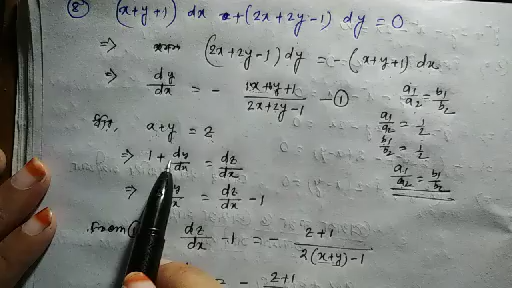 (8) (x+y+1) dx + (2x+2y-1) dy = 0
⇒ (2x+2y-1) dy = - (x+y+1) dx
⇒ dy/dx = - (x+y+1)/(2x+2y-1) —① a₁/a₂ = b₁/b₂
a₁/a₂ = 1/2
x+y = z b₁/b₂ = 1/2
⇒ 1 + dy/dx = dz/dx a₁/a₂ = b₁/b₂
⇒ = dz/dx - 1
From ① dz/dx - 1 = - (z+1)/(2(x+y)-1)
= - z+1